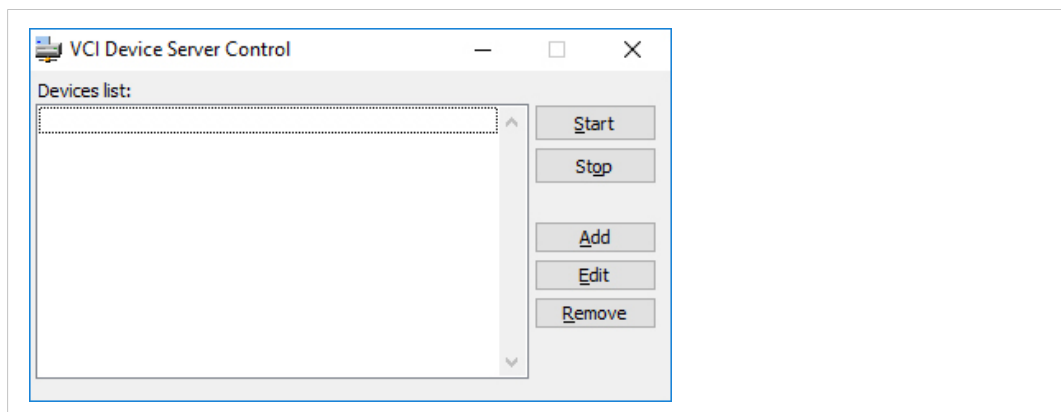 VCI Device Server Control
Devices list:
Start
Stop
Add
Edit
Remove